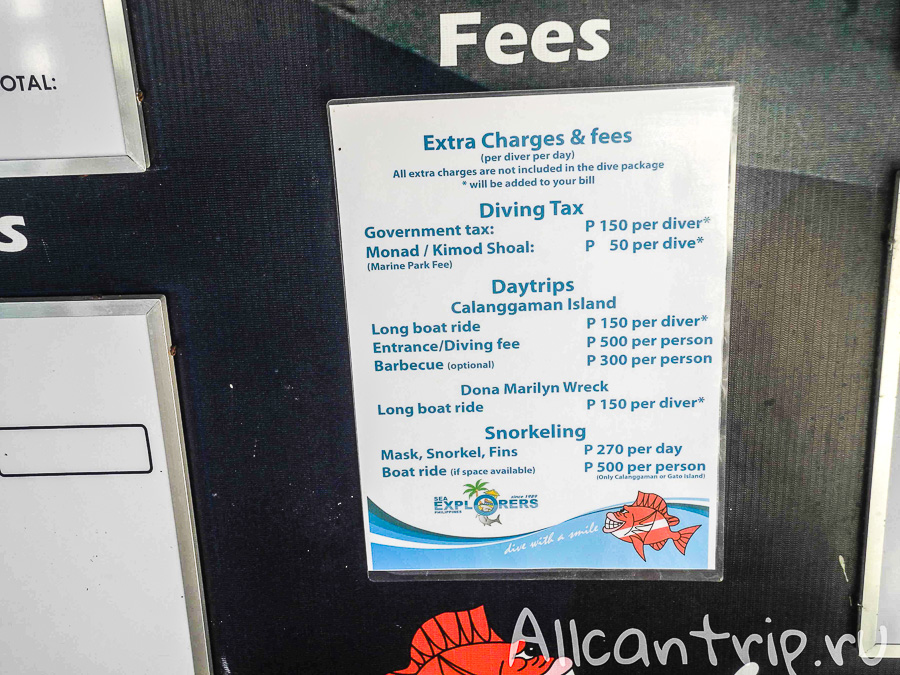 Fees
OTAL:
s
Extra Charges & fees
(per diver per day)
All extra charges are not included in the dive package
* will be added to your bill
Diving Tax
Government tax: P 150 per diver*
Monad / Kimod Shoal: P 50 per dive*
(Marine Park Fee)
Daytrips
Calanggaman Island
Long boat ride P 150 per diver*
Entrance/Diving fee P 500 per person
Barbecue (optional) P 300 per person
Dona Marilyn Wreck
Long boat ride P 150 per diver*
Snorkeling
Mask, Snorkel, Fins P 270 per day
Boat ride (if space available) P 500 per person
(Only Calanggaman or Gato Island)
SEA
since 1989
EXPLORERS
PHILIPPINES
dive with a smile
Allcantrip.ru